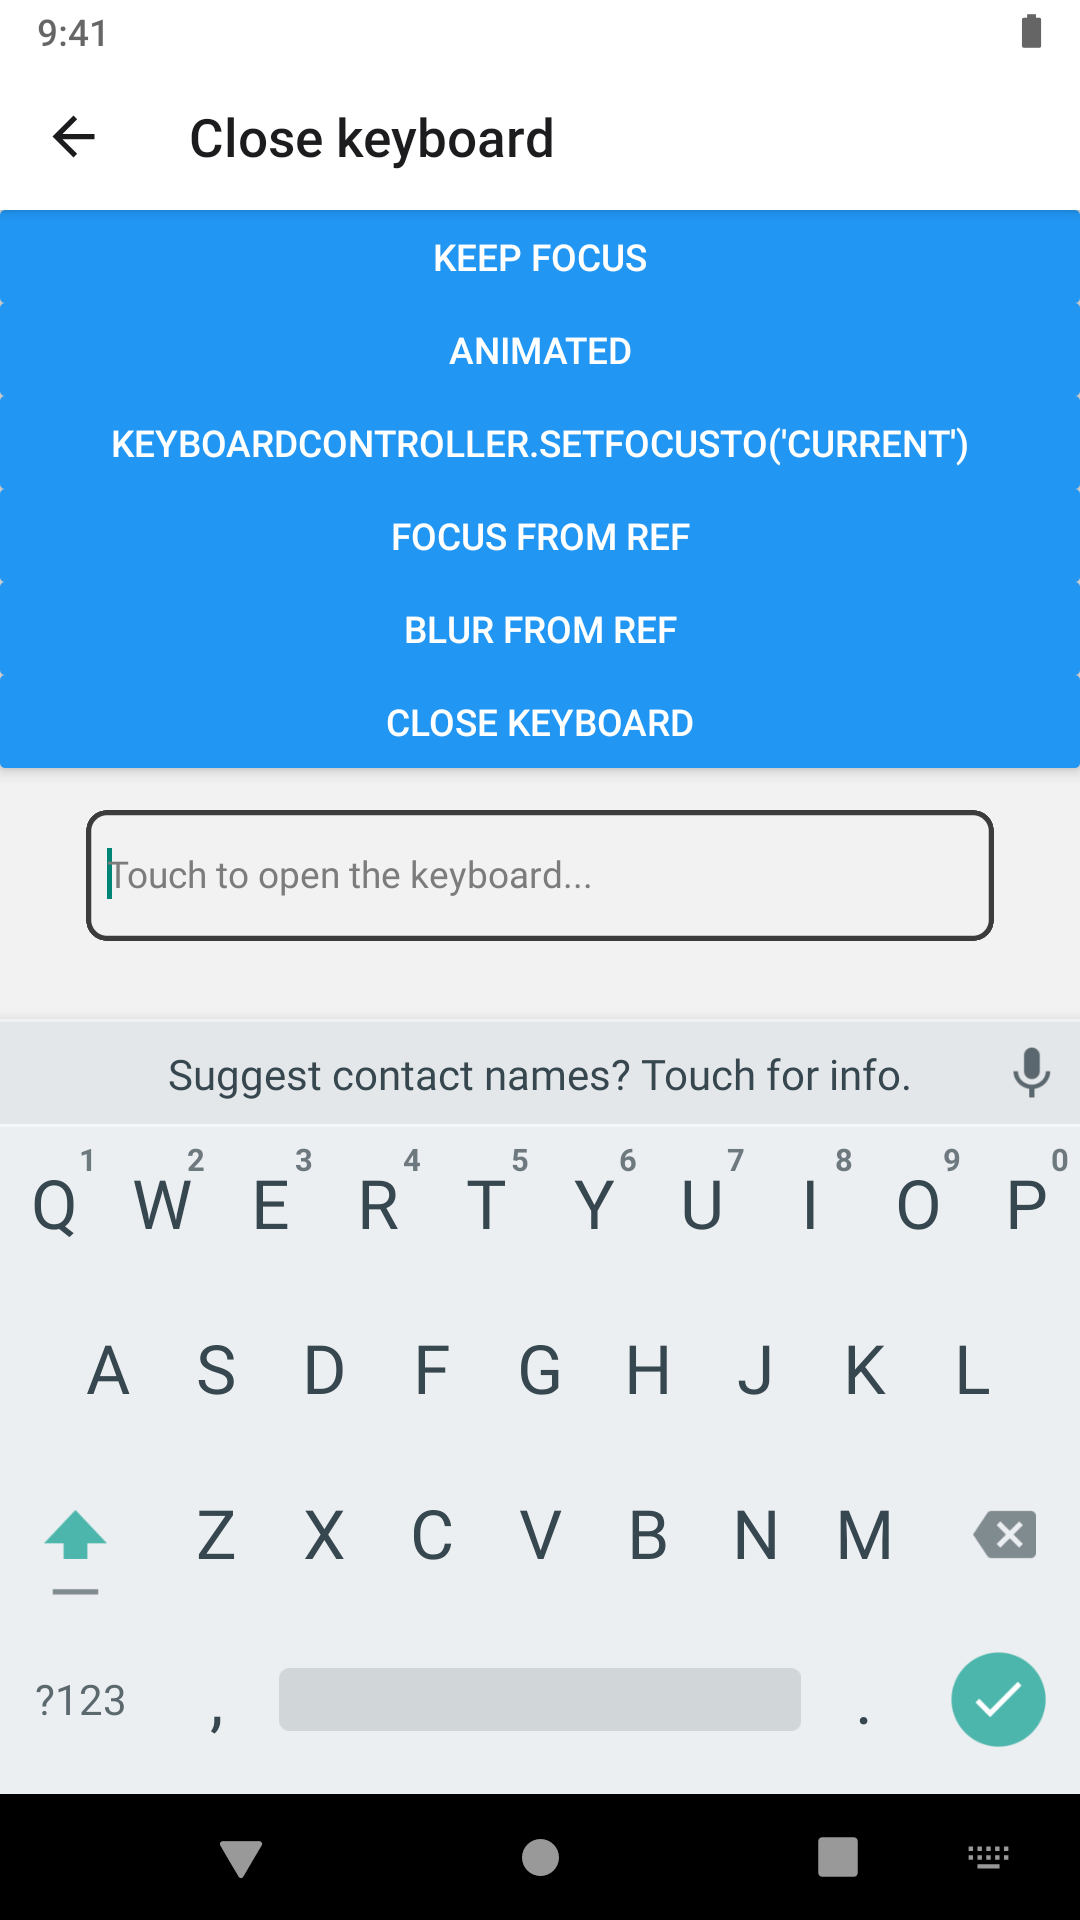 9:41
Close keyboard
KEEP FOCUS
ANIMATED
KEYBOARDCONTROLLER.SETFOCUSTO('CURRENT')
FOCUS FROM REF
BLUR FROM REF
CLOSE KEYBOARD
Touch to open the keyboard...
Suggest contact names? Touch for info.
1 2 3 4 5 6 7 8 9 0
Q W E R T Y U I O P
A S D F G H J K L
Z X C V B N M
?123 , .